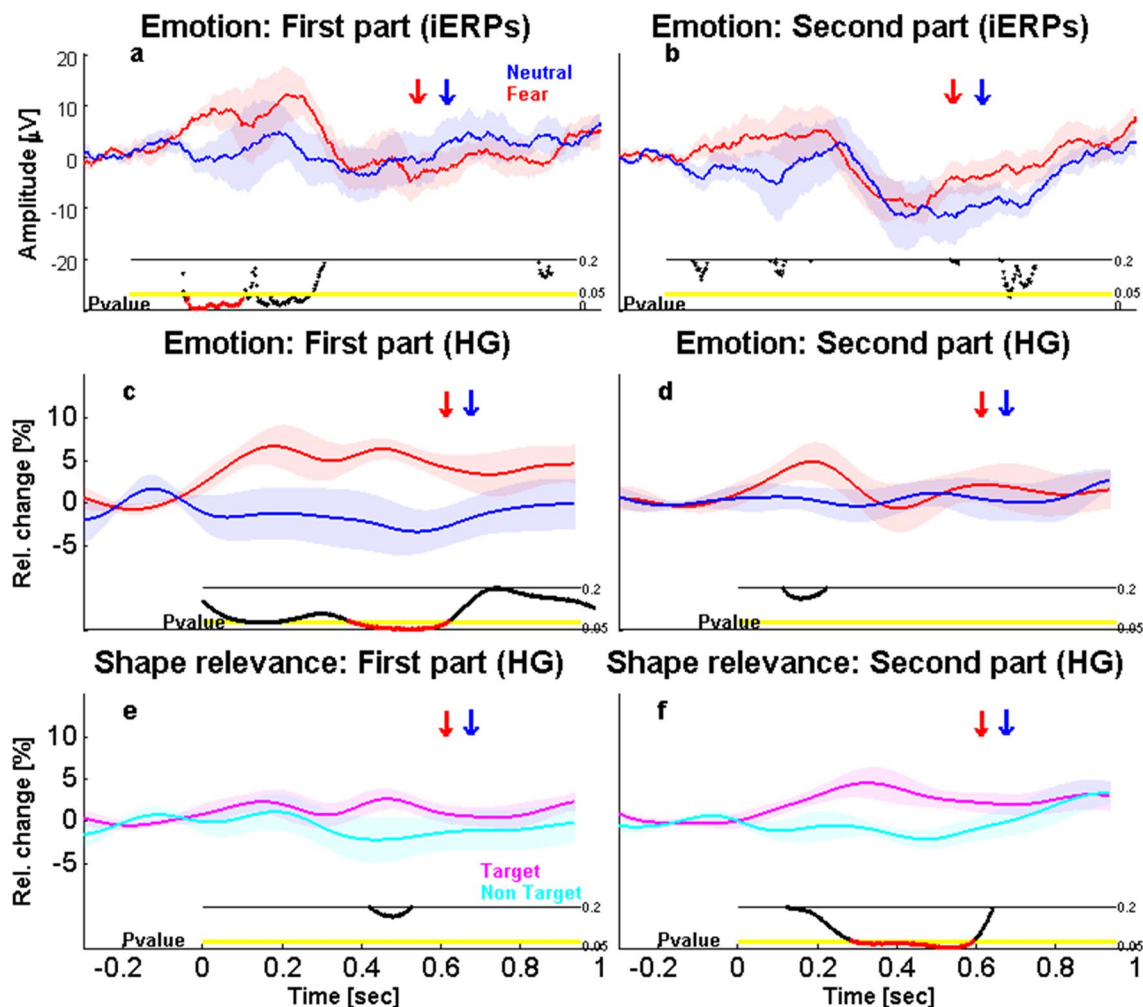 Emotion: First part (iERPs)
Emotion: Second part (iERPs)
a
b
Neutral
Fear
20
10
0
-10
-20
Amplitude [µV]
0.2
0.05
0
Pvalue
0.2
0.05
0
Pvalue
Emotion: First part (HG)
Emotion: Second part (HG)
c
d
10
5
0
-5
Rel. change [%]
0.2
0.05
Pvalue
0.2
0.05
Pvalue
Shape relevance: First part (HG)
Shape relevance: Second part (HG)
e
f
10
5
0
-5
Rel. change [%]
Target
Non Target
0.2
0.05
Pvalue
0.2
0.05
Pvalue
-0.2 0 0.2 0.4 0.6 0.8 1
-0.2 0 0.2 0.4 0.6 0.8 1
Time [sec]
Time [sec]